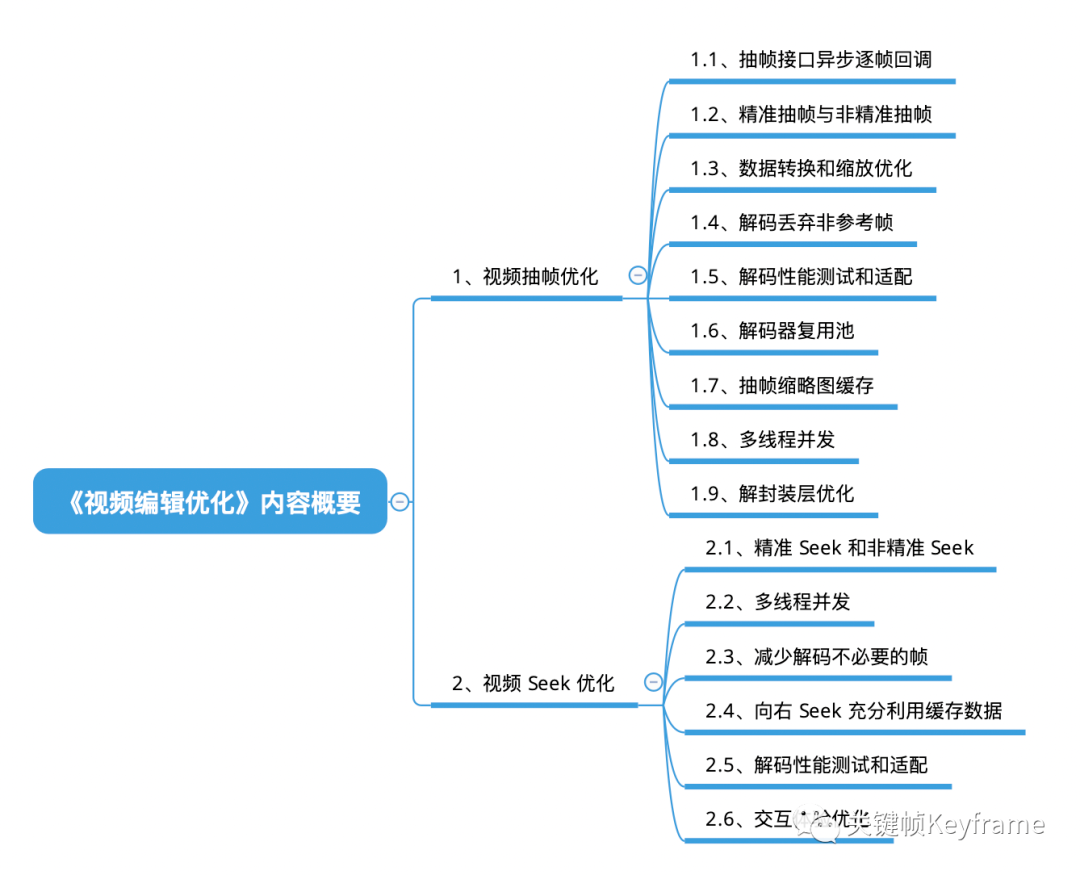 《视频编辑优化》内容概要
1、视频抽帧优化
1.1、抽帧接口异步逐帧回调
1.2、精准抽帧与非精准抽帧
1.3、数据转换和缩放优化
1.4、解码丢弃非参考帧
1.5、解码性能测试和适配
1.6、解码器复用池
1.7、抽帧缩略图缓存
1.8、多线程并发
1.9、解封装层优化
2、视频 Seek 优化
2.1、精准 Seek 和非精准 Seek
2.2、多线程并发
2.3、减少解码不必要的帧
2.4、向右 Seek 充分利用缓存数据
2.5、解码性能测试和适配
2.6、交互优化
关键帧Keyframe